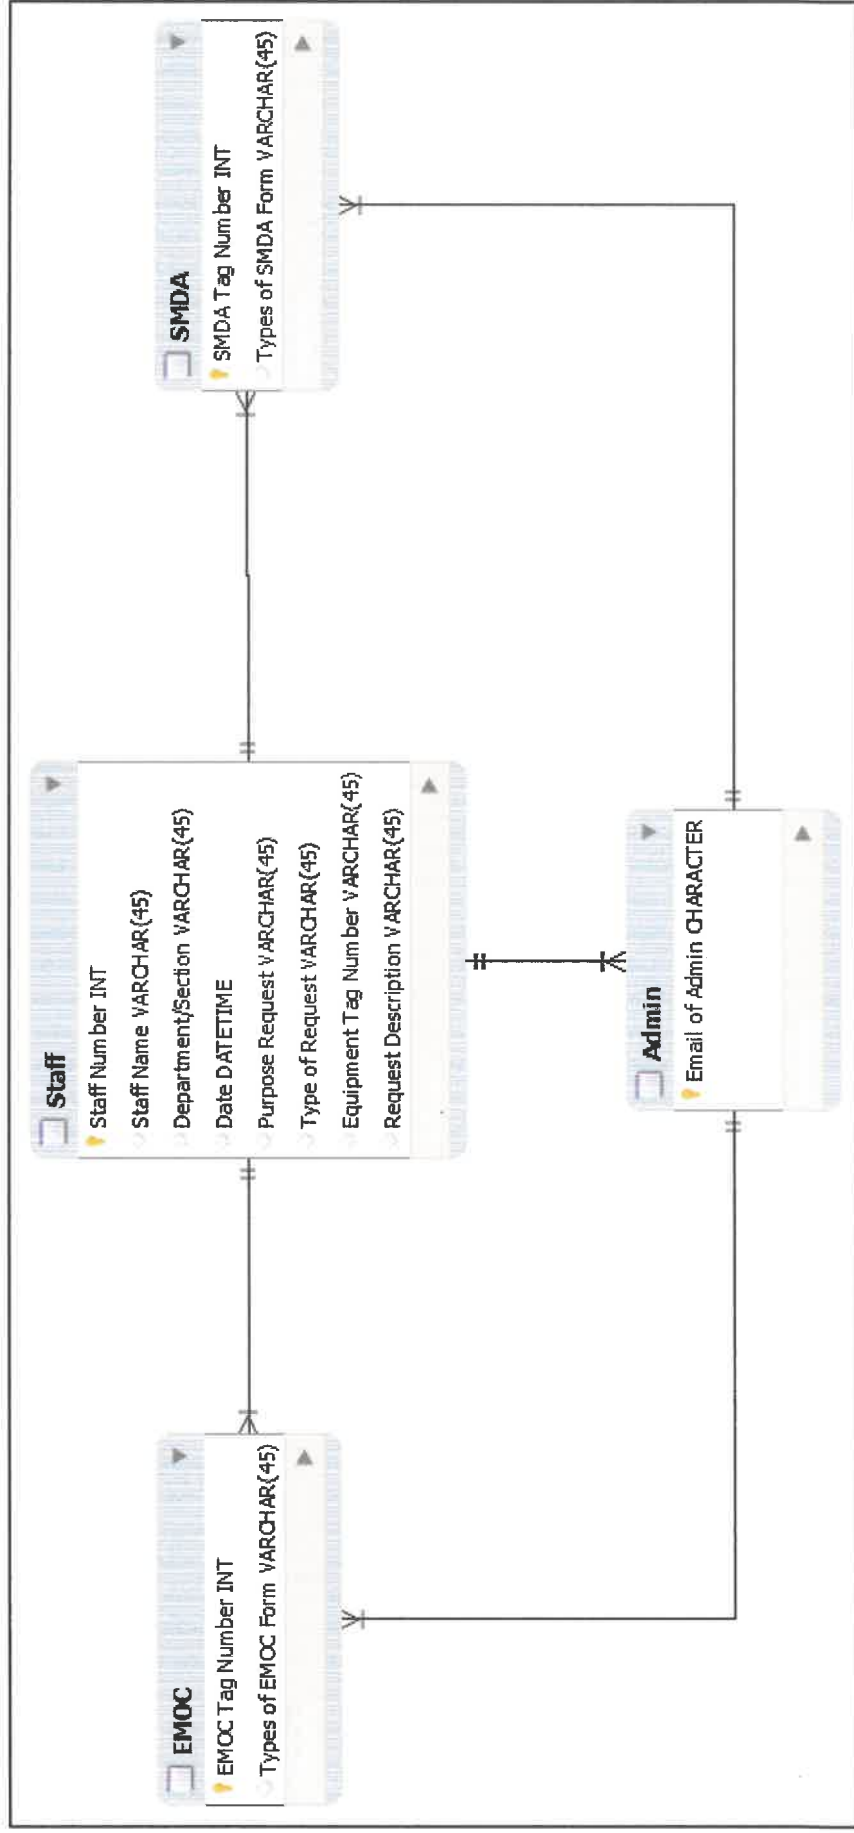 EMOC
EMOC Tag Number INT
Types of EMOC Form VARCHAR(45)
Staff
Staff Number INT
Staff Name VARCHAR(45)
Department/Section VARCHAR(45)
Date DATETIME
Purpose Request VARCHAR(45)
Type of Request VARCHAR(45)
Equipment Tag Number VARCHAR(45)
Request Description VARCHAR(45)
SMDA
SMDA Tag Number INT
Types of SMDA Form VARCHAR(45)
Admin
Email of Admin CHARACTER